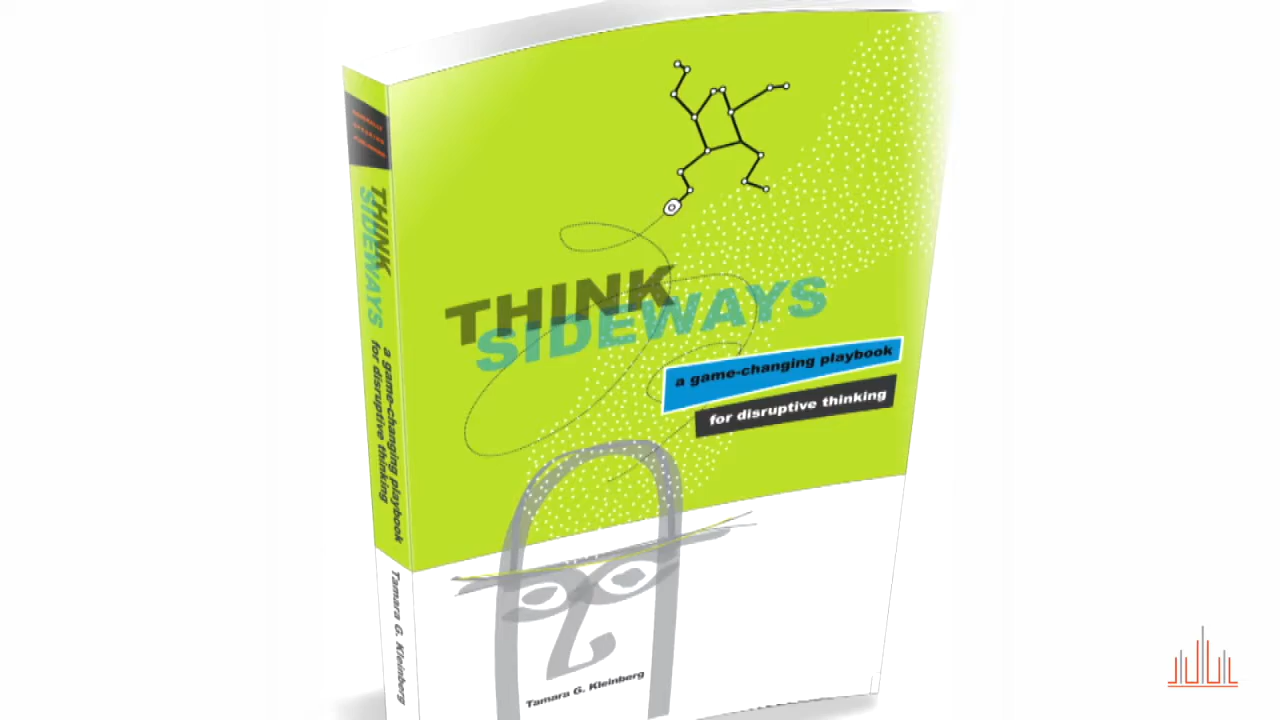 THINK
SIDEWAYS
a game-changing playbook
for disruptive thinking
Tamara G. Kleinberg
THINK
SIDEWAYS
a game-changing playbook
for disruptive thinking
Tamara G. Kleinberg